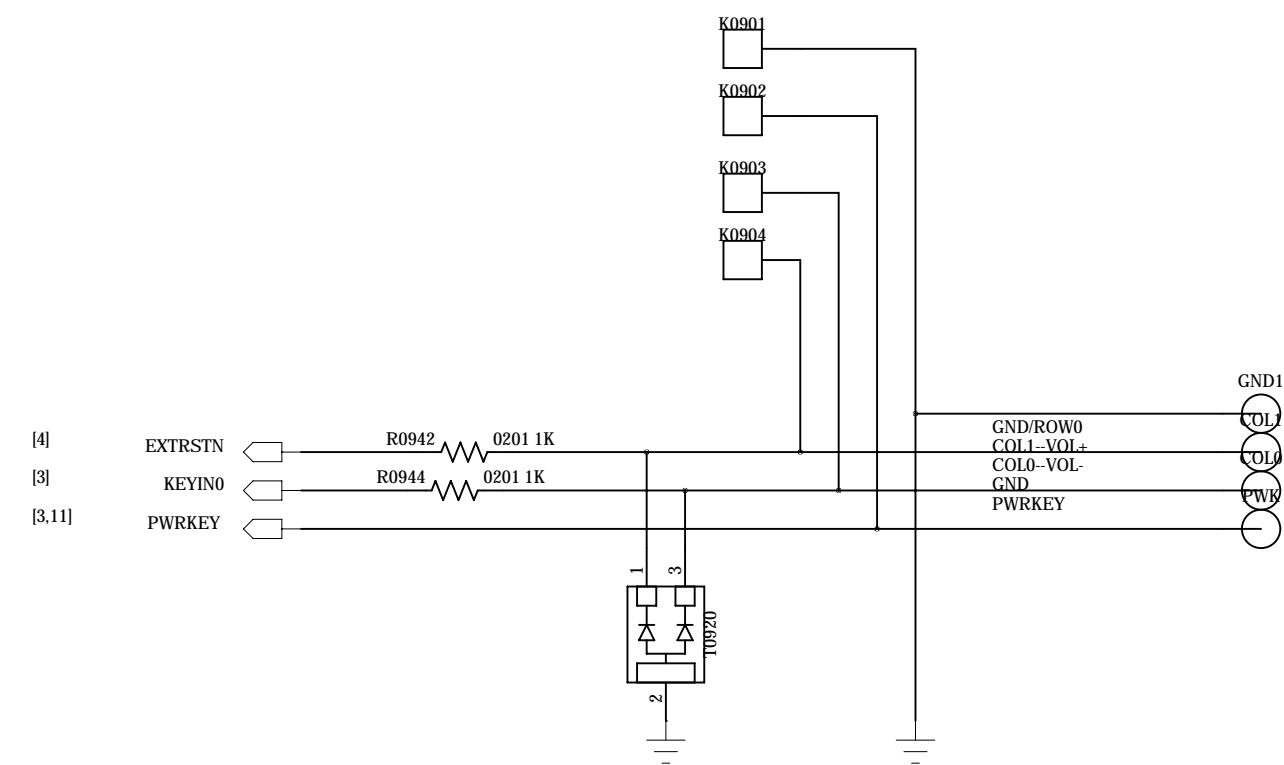 K0901
K0902
K0903
K0904
GND1
[4] EXTRSTN R0942 0201 1K GND/ROW0 COL1
COL1--VOL+
[3] KEYIN0 R0944 0201 1K COL0--VOL- COL0
GND
[3,11] PWRKEY PWRKEY PWK
1 3
T0920
2